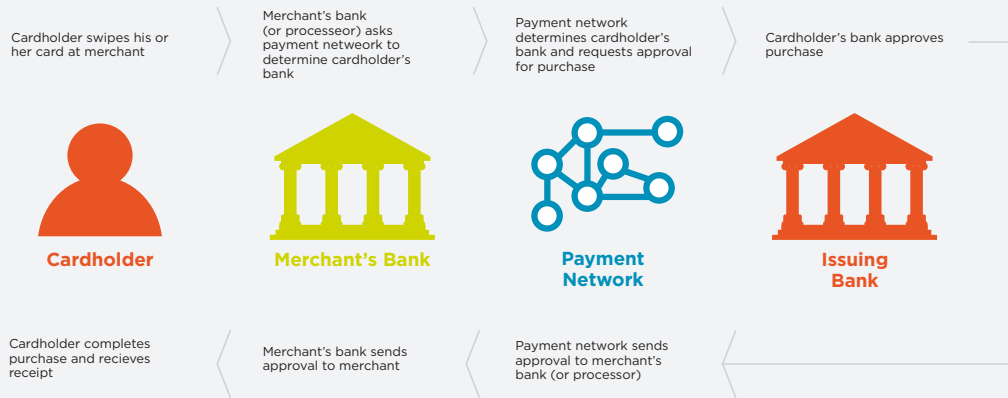 Cardholder swipes his or
her card at merchant
Merchant's bank
(or processeor) asks
payment netweork to
determine cardholder's
bank
Payment network
determines cardholder's
bank and requests approval
for purchase
Cardholder's bank approves
purchase
Cardholder
Merchant's Bank
Payment
Network
Issuing
Bank
Cardholder completes
purchase and recieves
receipt
Merchant's bank sends
approval to merchant
Payment network sends
approval to merchant's
bank (or processor)